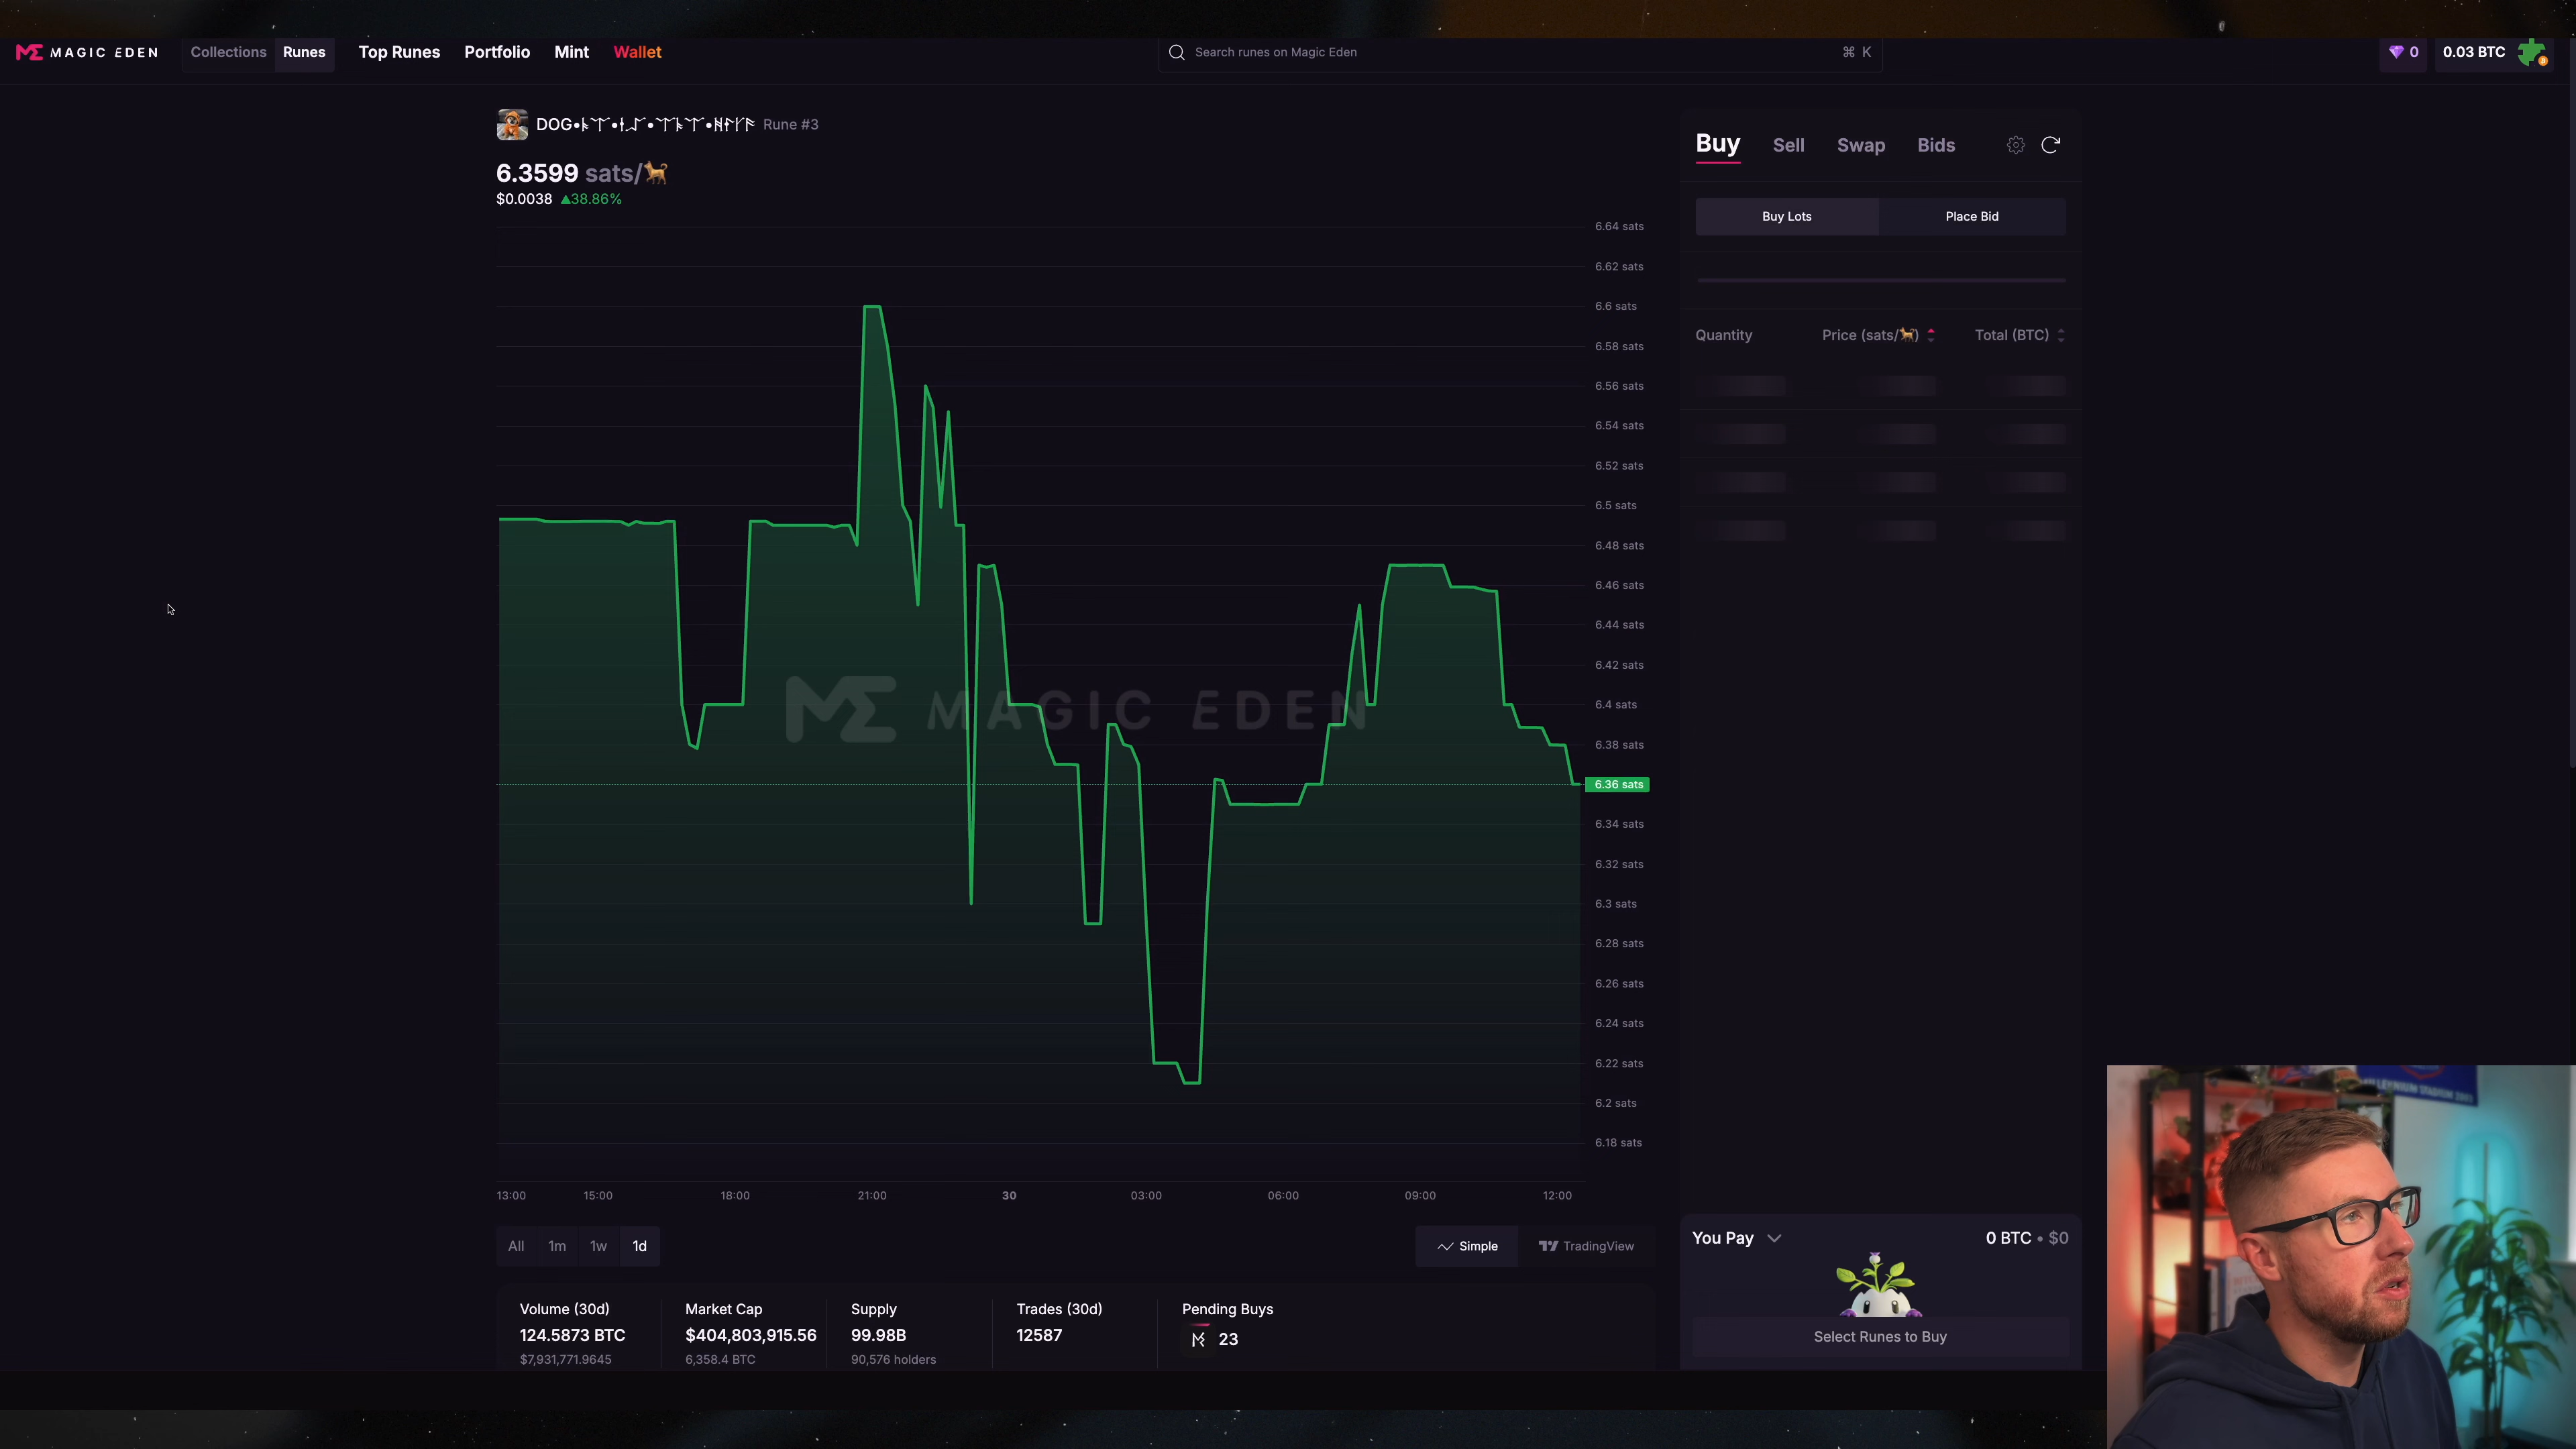 MAGIC EDEN
Collections
Runes
Top Runes
Portfolio
Mint
Wallet
Search runes on Magic Eden
⌘ K
0
0.03 BTC
DOG• Rune #3
6.3599 sats/🐕
$0.0038 ▲38.86%
6.64 sats
6.62 sats
6.6 sats
6.58 sats
6.56 sats
6.54 sats
6.52 sats
6.5 sats
6.48 sats
6.46 sats
6.44 sats
6.42 sats
6.4 sats
6.38 sats
6.36 sats
6.34 sats
6.32 sats
6.3 sats
6.28 sats
6.26 sats
6.24 sats
6.22 sats
6.2 sats
6.18 sats
MAGIC EDEN
13:00 15:00 18:00 21:00 30 03:00 06:00 09:00 12:00
All 1m 1w 1d
Simple
TradingView
Volume (30d)
124.5873 BTC
$7,931,771.9645
Market Cap
$404,803,915.56
6,358.4 BTC
Supply
99.98B
90,576 holders
Trades (30d)
12587
Pending Buys
23
Buy Sell Swap Bids
Buy Lots
Place Bid
Quantity
Price (sats/🐕)
Total (BTC)
You Pay
0 BTC • $0
Select Runes to Buy